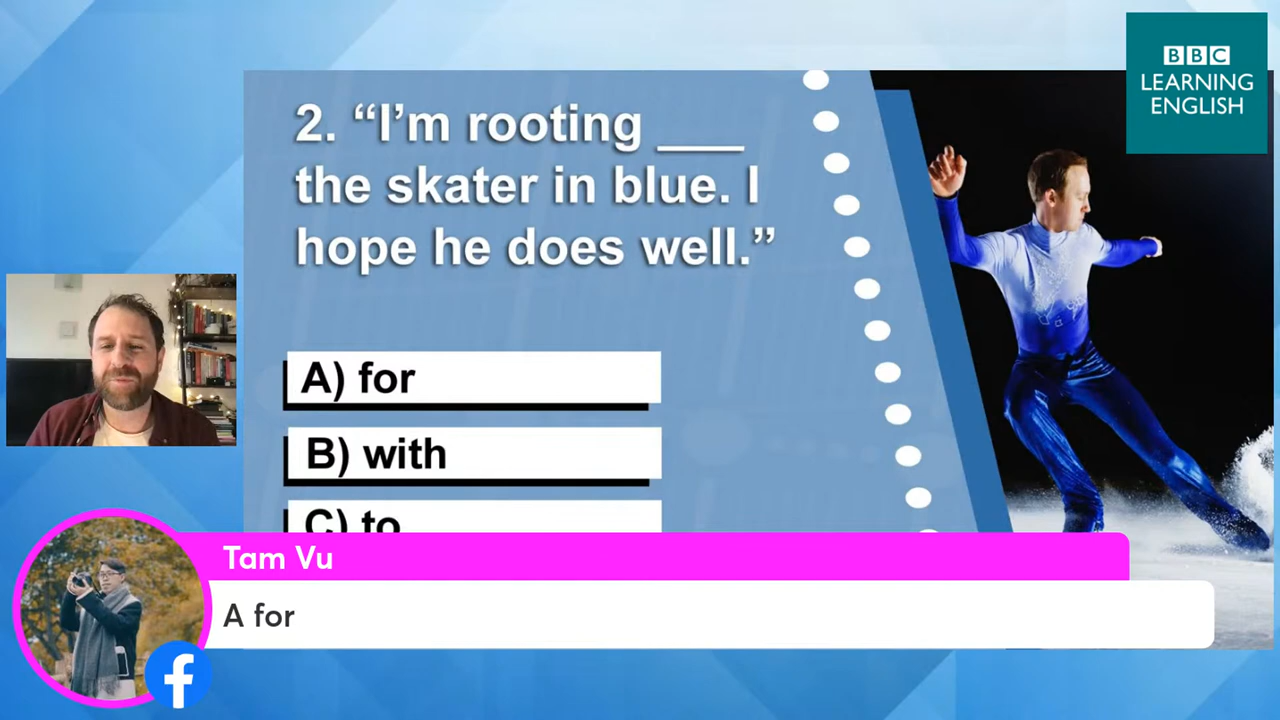 BBC
LEARNING
ENGLISH
2. “I’m rooting ___
the skater in blue. I
hope he does well.”
A) for
B) with
C) to
Tam Vu
A for